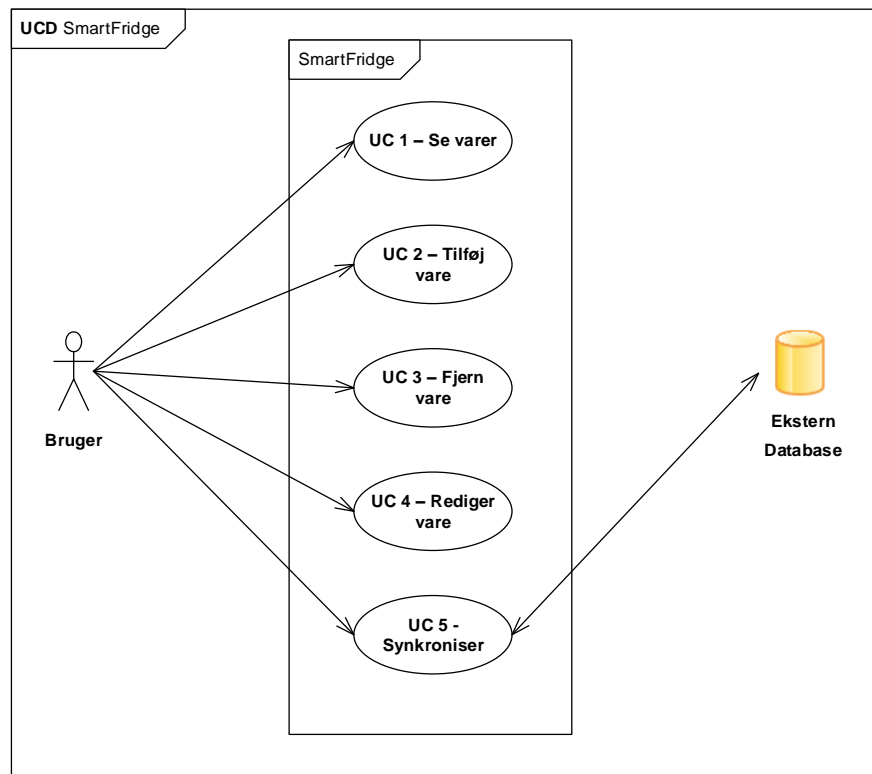 UCD SmartFridge
SmartFridge
UC 1 – Se varer
UC 2 – Tilføj
vare
UC 3 – Fjern
vare
Bruger
Ekstern
Database
UC 4 – Rediger
vare
UC 5 -
Synkroniser